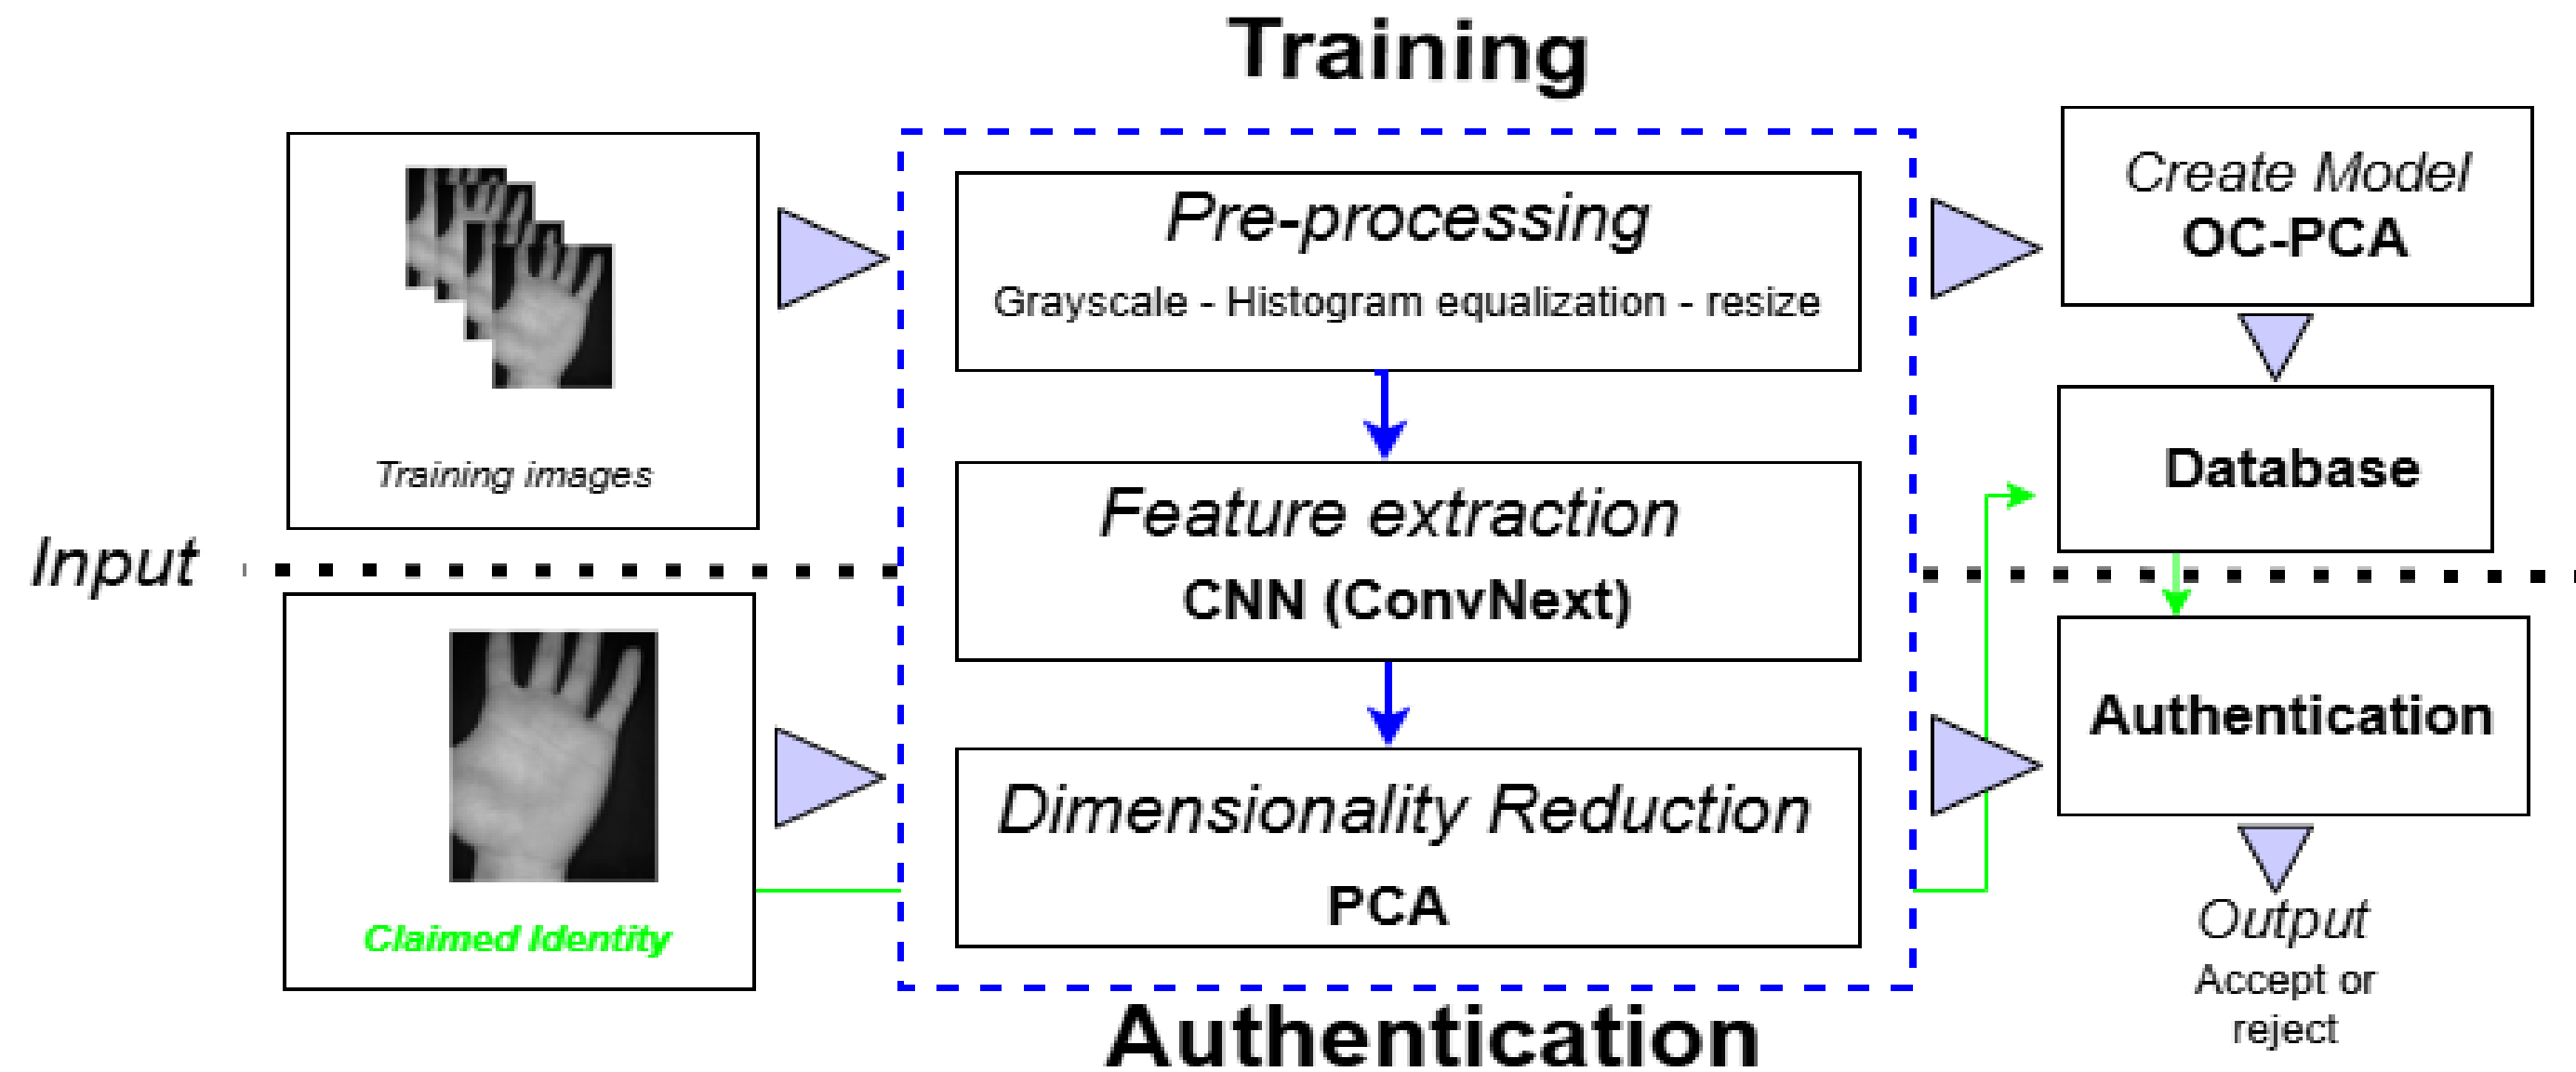 Training
Training images
Input
Claimed Identity
Pre-processing
Grayscale - Histogram equalization - resize
Feature extraction
CNN (ConvNext)
Dimensionality Reduction
PCA
Create Model
OC-PCA
Database
Authentication
Output
Accept or
reject
Authentication